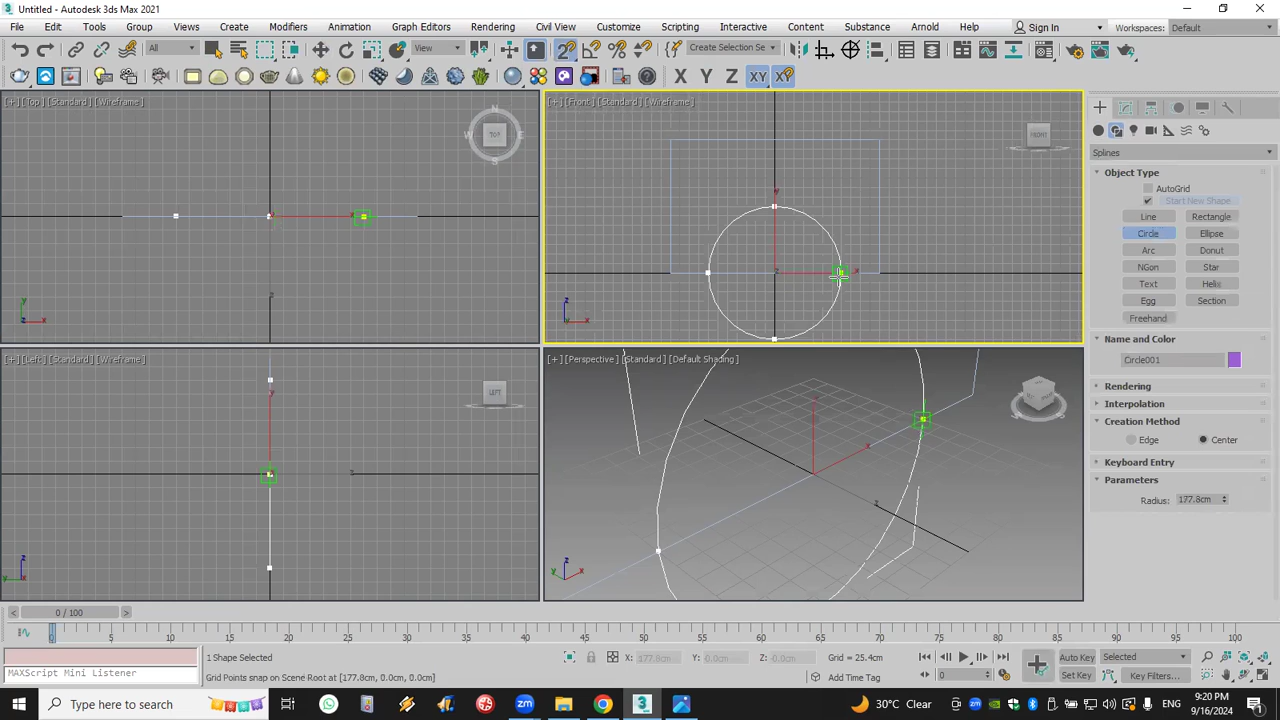 Untitled - Autodesk 3ds Max 2021
File Edit Tools Group Views Create Modifiers Animation Graph Editors Rendering Civil View Customize Scripting Interactive Content Substance Arnold Help Sign In Workspaces: Default
All View Create Selection Se
X Y Z XY XY
[+] [Top] [Standard] [Wireframe]
[+] [Front] [Standard] [Wireframe]
N
W TOP E
S
FRONT
Splines
Object Type
AutoGrid
Start New Shape
Line Rectangle
Circle Ellipse
Arc Donut
NGon Star
Text Helix
Egg Section
Freehand
Name and Color
[+] [Left] [Standard] [Wireframe]
[+] [Perspective] [Standard] [Default Shading]
Circle001
LEFT
Rendering
Interpolation
Creation Method
Edge Center
Keyboard Entry
Parameters
Radius: 177.8cm
< 0 / 100 >
0 5 10 15 20 25 30 35 40 45 50 55 60 65 70 75 80 85 90 95 100
1 Shape Selected
X: 177.8cm Y: 0.0cm Z: 0.0cm Grid = 25.4cm
Auto Key Selected
MAXScript Mini Listener
Grid Points snap on Scene Root at [177.8cm, 0.0cm, 0.0cm]
Add Time Tag
0
Set Key Key Filters...
Type here to search
zm
3
zm
30°C Clear
ENG
9:20 PM
9/16/2024